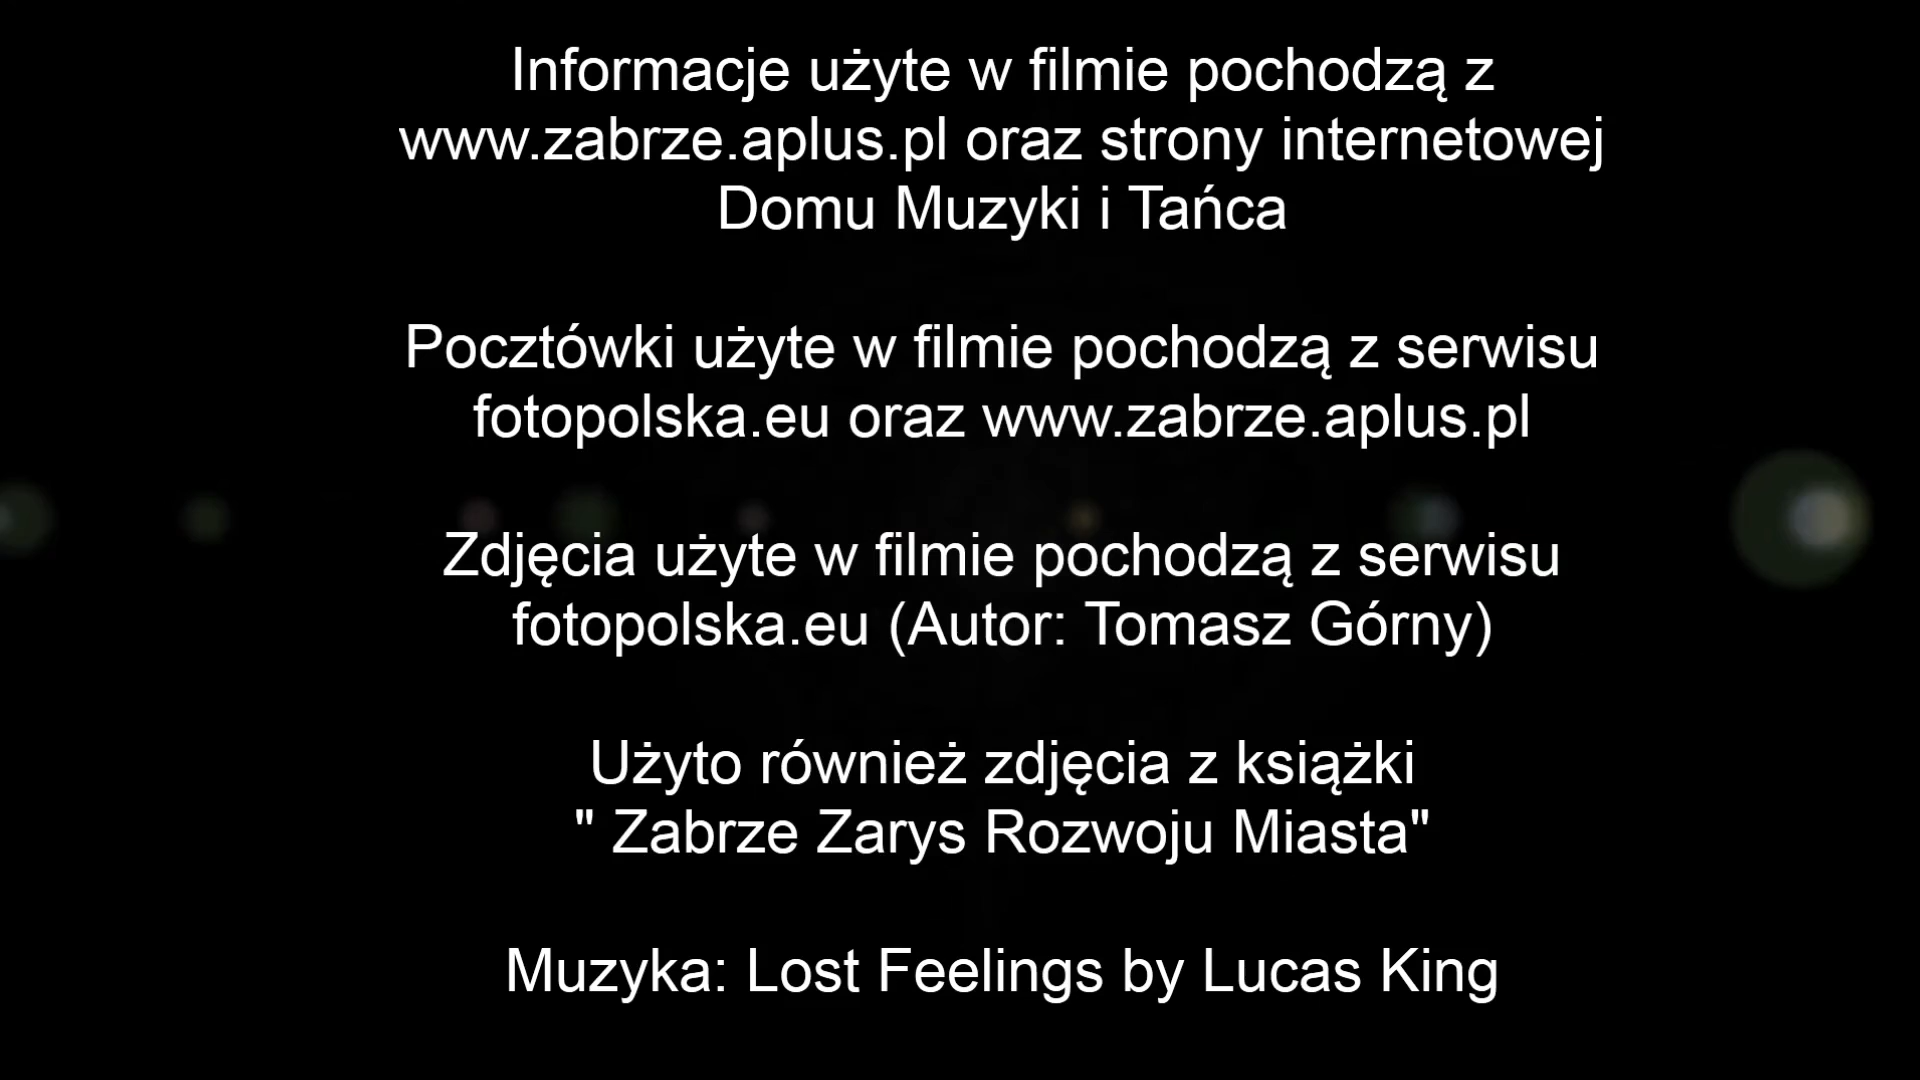 Informacje użyte w filmie pochodzą z
www.zabrze.aplus.pl oraz strony internetowej
Domu Muzyki i Tańca
Pocztówki użyte w filmie pochodzą z serwisu
fotopolska.eu oraz www.zabrze.aplus.pl
Zdjęcia użyte w filmie pochodzą z serwisu
fotopolska.eu (Autor: Tomasz Górny)
Użyto również zdjęcia z książki
" Zabrze Zarys Rozwoju Miasta"
Muzyka: Lost Feelings by Lucas King